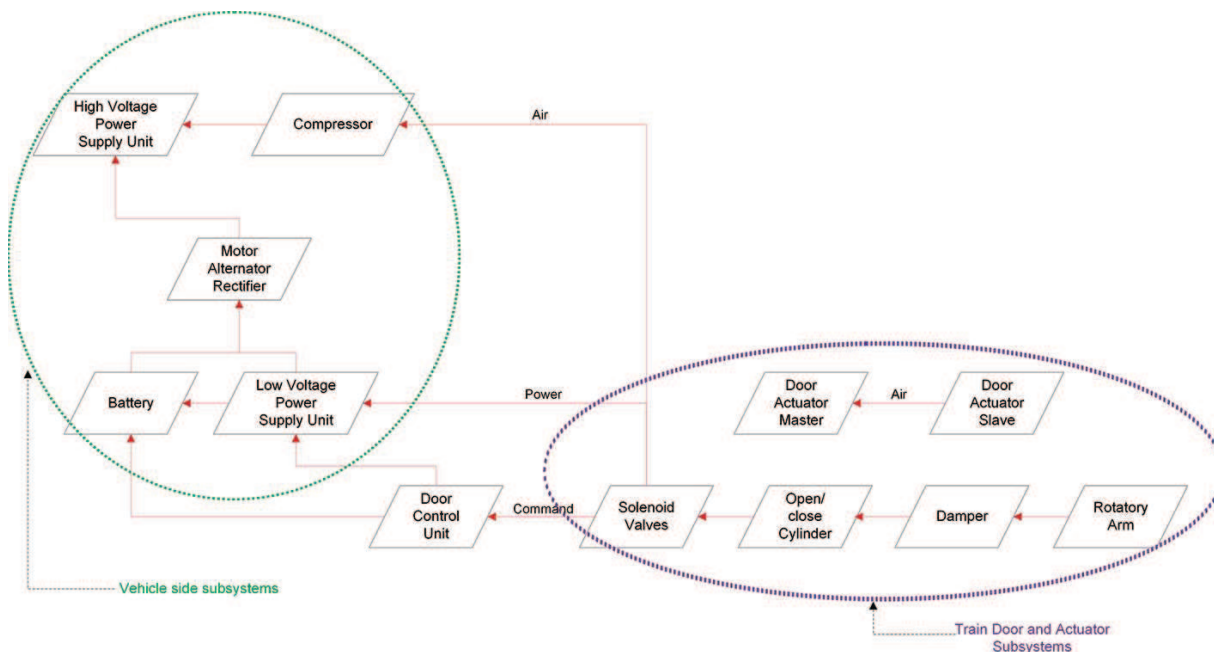 High Voltage
Power
Supply Unit
Compressor
Air
Motor
Alternator
Rectifier
Battery
Low Voltage
Power
Supply Unit
Power
Door
Actuator
Master
Air
Door
Actuator
Slave
Door
Control
Unit
Command
Solenoid
Valves
Open/
close
Cylinder
Damper
Rotatory
Arm
Vehicle side subsystems
Train Door and Actuator
Subsystems